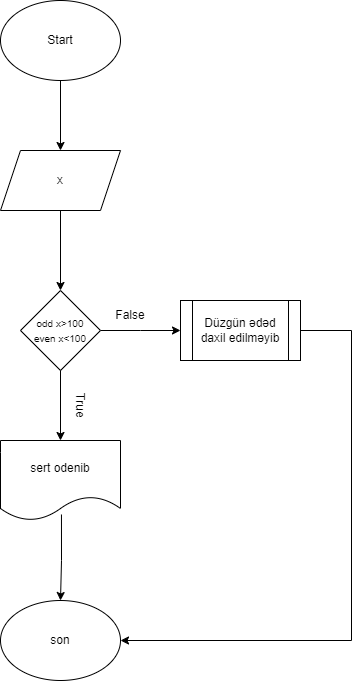 Start
x
odd x>100
even x<100
False
Düzgün ədəd
daxil edilməyib
True
sert odenib
son